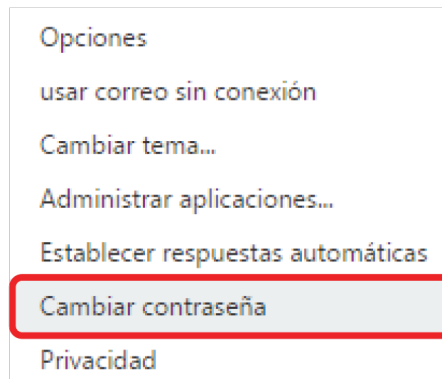 Opciones
usar correo sin conexión
Cambiar tema...
Administrar aplicaciones...
Establecer respuestas automáticas
Cambiar contraseña
Privacidad